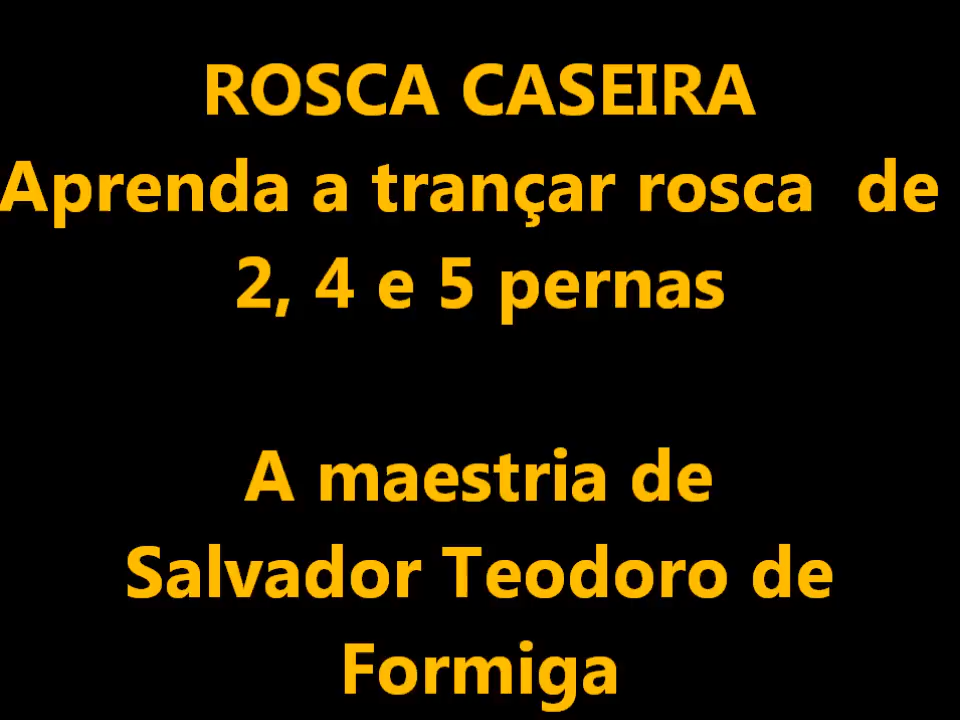 ROSCA CASEIRA
Aprenda a trançar rosca de
2, 4 e 5 pernas
A maestria de
Salvador Teodoro de
Formiga